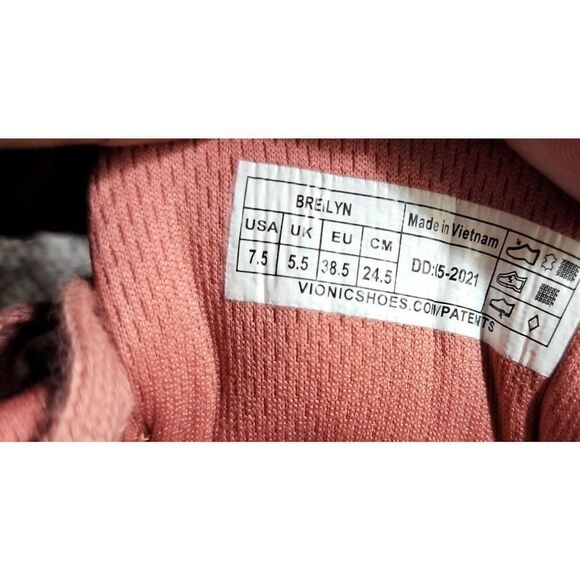 BREILYN
Made in Vietnam
USA UK EU CM
7.5 5.5 38.5 24.5
DD:05-2021
VIONICSHOES.COM/PATENTS